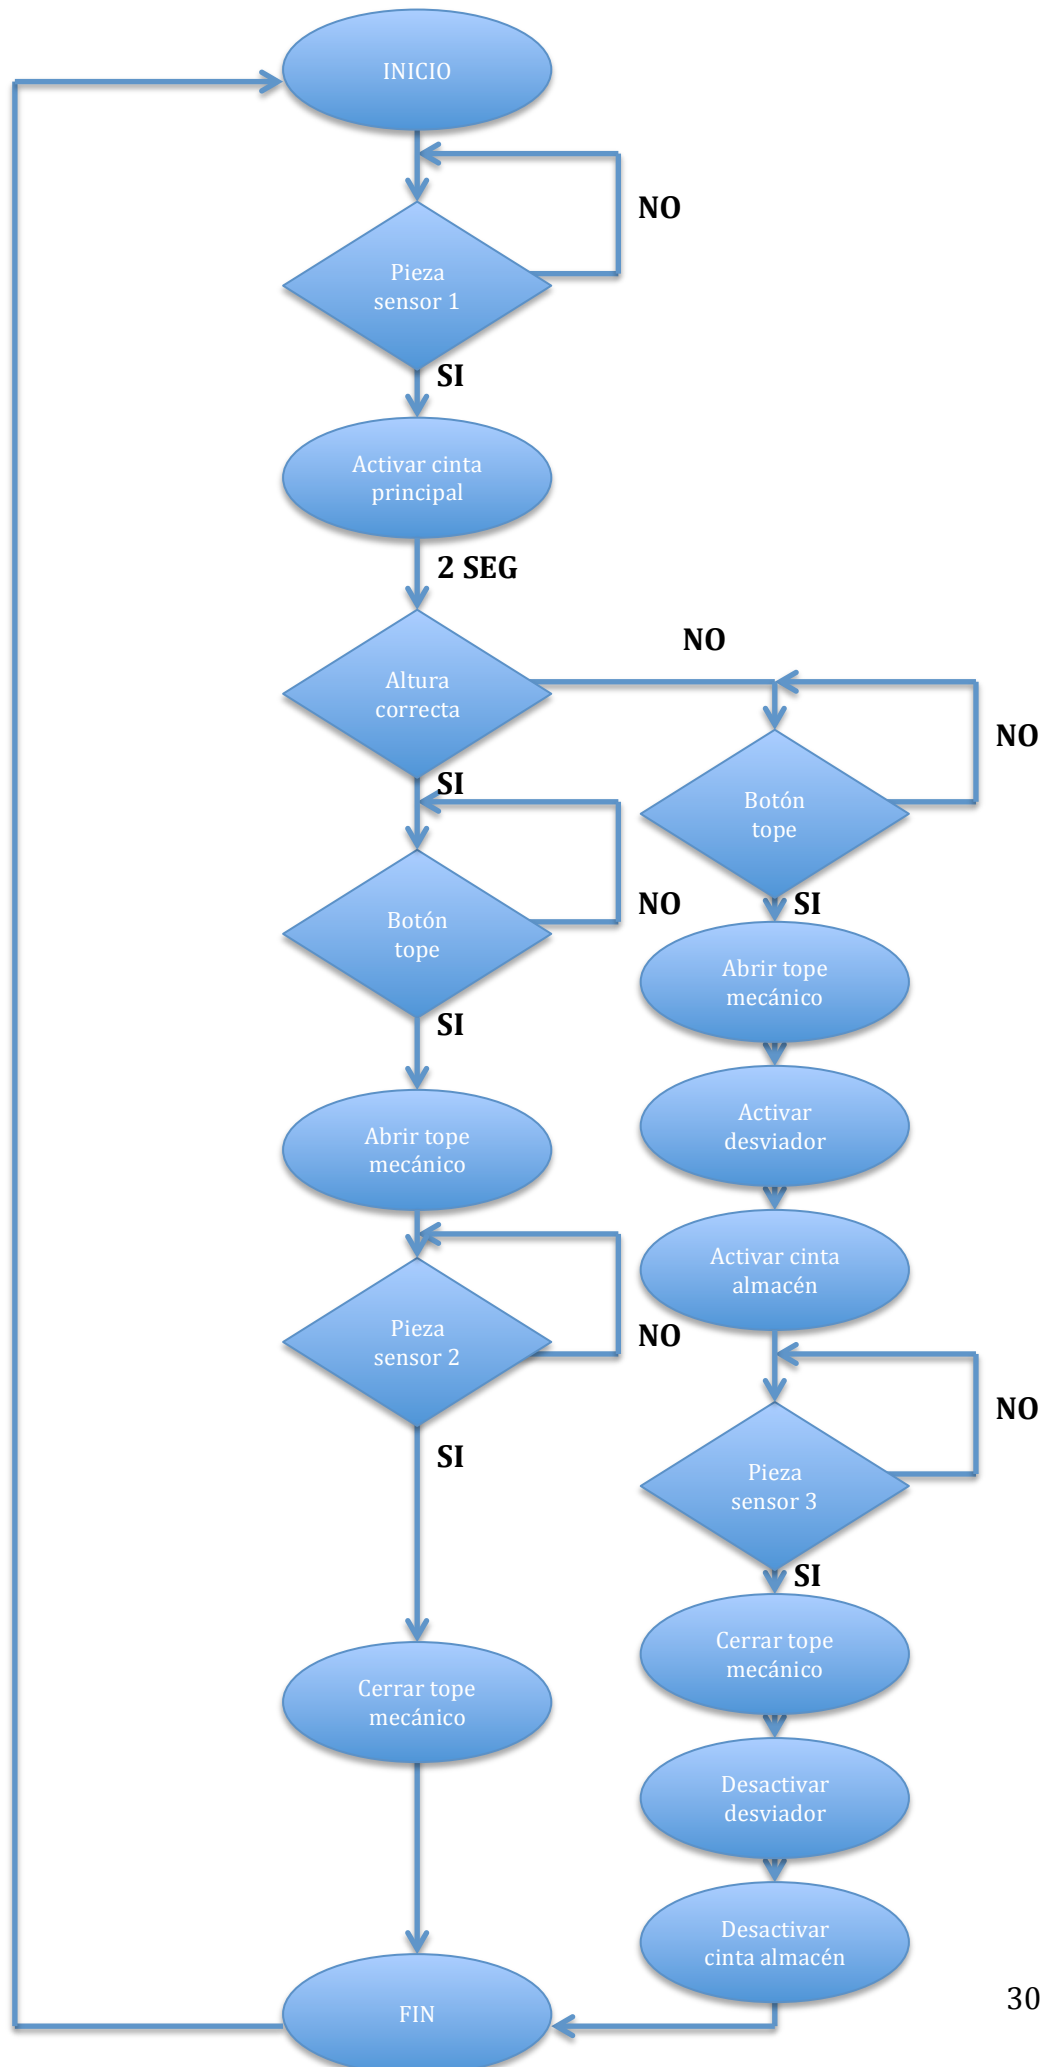 INICIO
NO
Pieza
sensor 1
SI
Activar cinta
principal
2 SEG
NO
Altura
correcta
NO
SI
Botón
tope
NO
SI
Botón
tope
SI
Abrir tope
mecánico
Activar
desviador
Abrir tope
mecánico
Activar cinta
almacén
NO
Pieza
sensor 2
NO
SI
Pieza
sensor 3
SI
Cerrar tope
mecánico
Cerrar tope
mecánico
Desactivar
desviador
Desactivar
cinta almacén
FIN
30